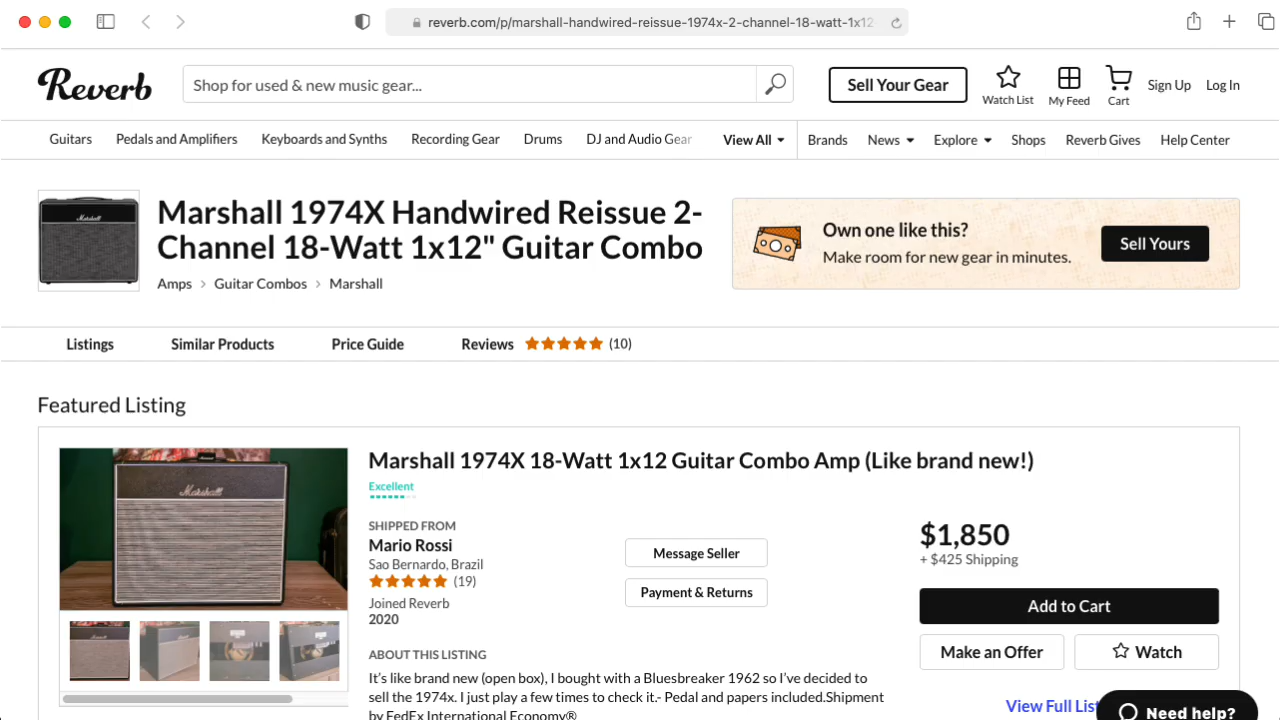 reverb.com/p/marshall-handwired-reissue-1974x-2-channel-18-watt-1x12
Reverb
Shop for used & new music gear...
Sell Your Gear
Watch List
My Feed
Cart
Sign Up
Log In
Guitars
Pedals and Amplifiers
Keyboards and Synths
Recording Gear
Drums
DJ and Audio Gear
View All
Brands
News
Explore
Shops
Reverb Gives
Help Center
Marshall
Marshall 1974X Handwired Reissue 2-
Channel 18-Watt 1x12" Guitar Combo
Amps > Guitar Combos > Marshall
Own one like this?
Make room for new gear in minutes.
Sell Yours
Listings
Similar Products
Price Guide
Reviews
(10)
Featured Listing
Marshall
Marshall 1974X 18-Watt 1x12 Guitar Combo Amp (Like brand new!)
Excellent
SHIPPED FROM
Mario Rossi
Sao Bernardo, Brazil
(19)
Joined Reverb
2020
Message Seller
Payment & Returns
$1,850
+ $425 Shipping
Add to Cart
Make an Offer
Watch
ABOUT THIS LISTING
It's like brand new (open box), I bought with a Bluesbreaker 1962 so I've decided to
sell the 1974x. I just play a few times to check it.- Pedal and papers included.Shipment
by FedEx International Economy®
View Full List
Need help?